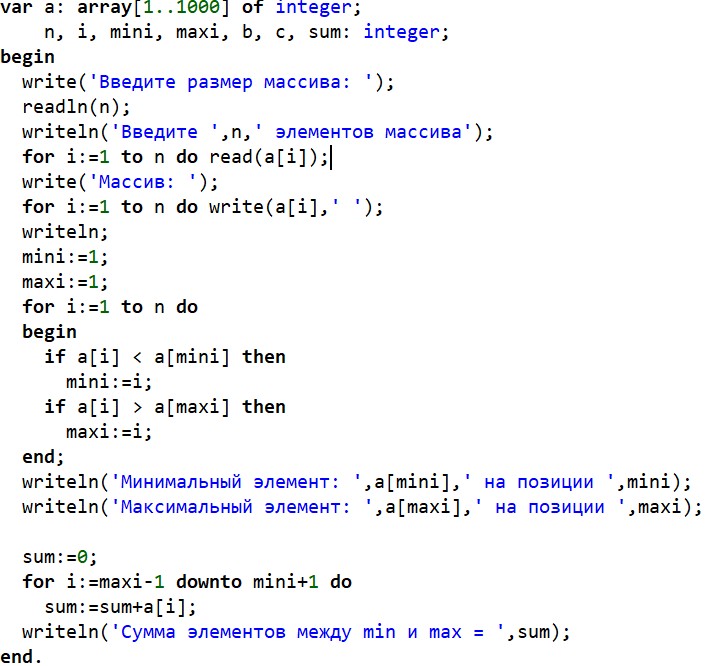 var a: array[1..1000] of integer;
    n, i, mini, maxi, b, c, sum: integer;
begin
  write('Введите размер массива: ');
  readln(n);
  writeln('Введите ',n,' элементов массива');
  for i:=1 to n do read(a[i]);
  write('Массив: ');
  for i:=1 to n do write(a[i],' ');
  writeln;
  mini:=1;
  maxi:=1;
  for i:=1 to n do
  begin
    if a[i] < a[mini] then
      mini:=i;
    if a[i] > a[maxi] then
      maxi:=i;
  end;
  writeln('Минимальный элемент: ',a[mini],' на позиции ',mini);
  writeln('Максимальный элемент: ',a[maxi],' на позиции ',maxi);

  sum:=0;
  for i:=maxi-1 downto mini+1 do
    sum:=sum+a[i];
  writeln('Сумма элементов между min и max = ',sum);
end.